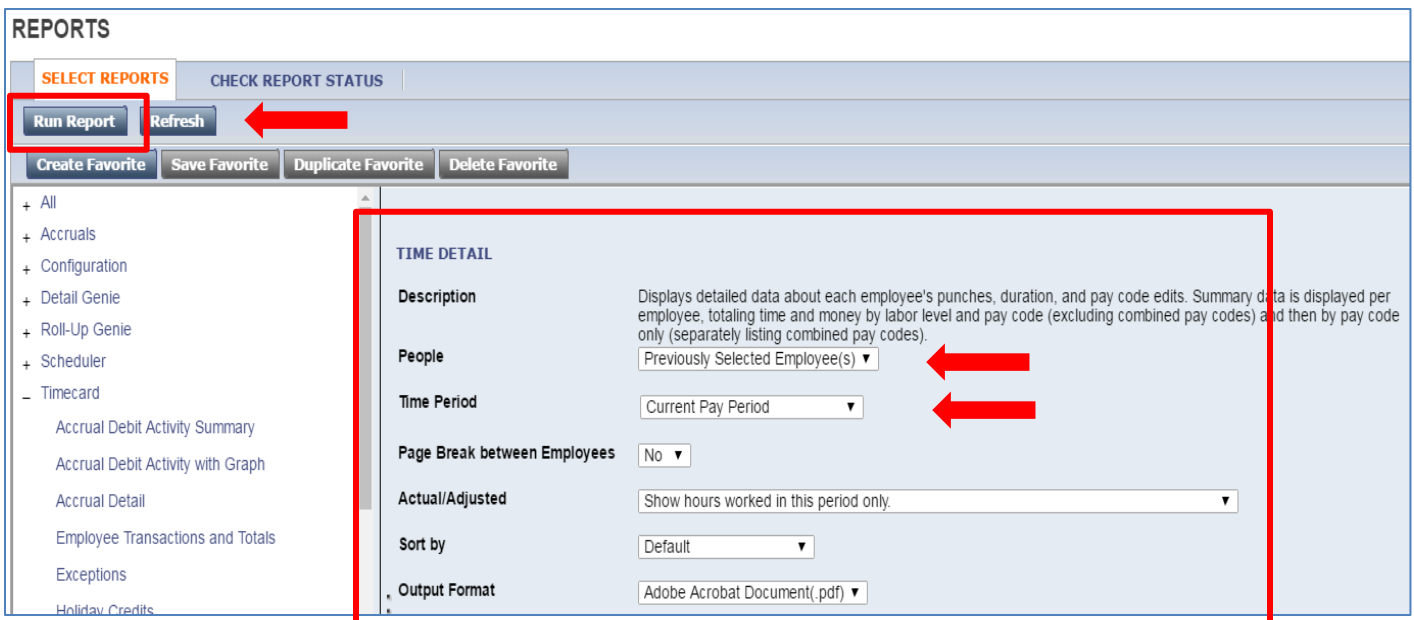 REPORTS
SELECT REPORTS
CHECK REPORT STATUS
Run Report
Refresh
Create Favorite
Save Favorite
Duplicate Favorite
Delete Favorite
+ All
+ Accruals
+ Configuration
+ Detail Genie
+ Roll-Up Genie
+ Scheduler
− Timecard
Accrual Debit Activity Summary
Accrual Debit Activity with Graph
Accrual Detail
Employee Transactions and Totals
Exceptions
Holiday Credits
TIME DETAIL
Description
Displays detailed data about each employee's punches, duration, and pay code edits. Summary data is displayed per
employee, totaling time and money by labor level and pay code (excluding combined pay codes) and then by pay code
only (separately listing combined pay codes).
People
Previously Selected Employee(s)
Time Period
Current Pay Period
Page Break between Employees
No
Actual/Adjusted
Show hours worked in this period only.
Sort by
Default
Output Format
Adobe Acrobat Document(.pdf)